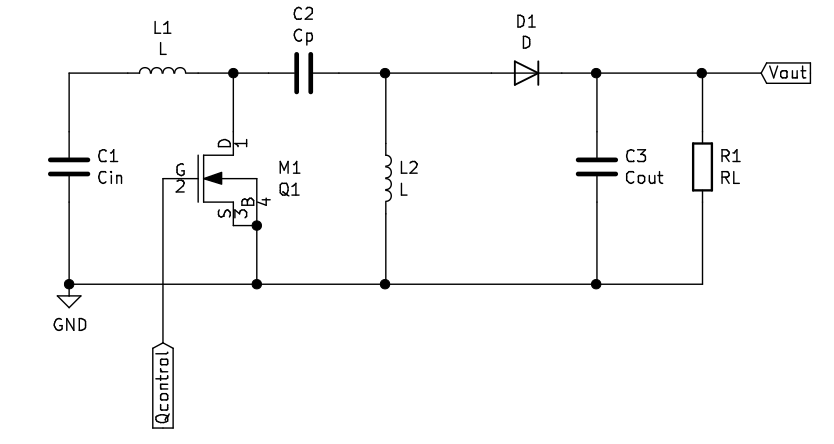 L1
L
C2
Cp
D1
D
Vout
C1
Cin
D
1
G
2
M1
Q1
S
3
B
4
L2
L
C3
Cout
R1
RL
GND
Qcontrol